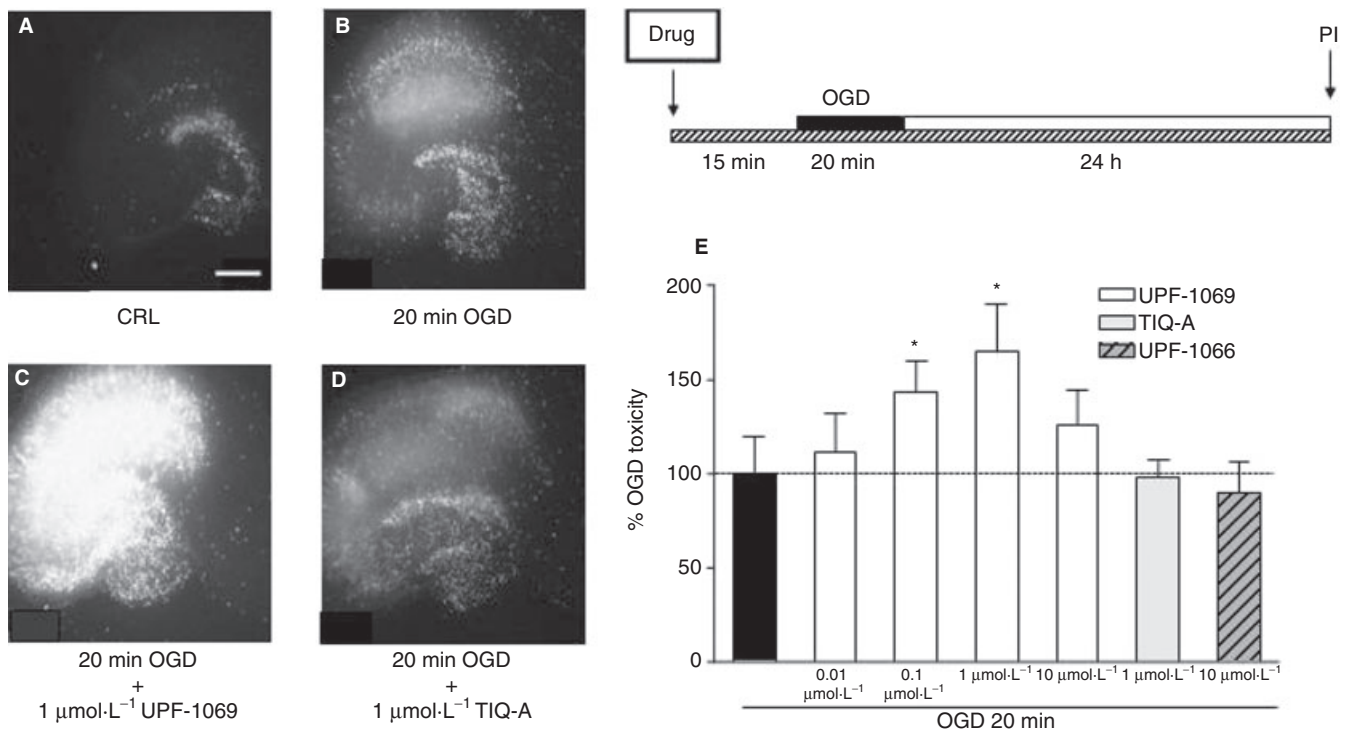 A
B
CRL
20 min OGD
C
D
20 min OGD
+
1 μmol·L⁻¹ UPF-1069
20 min OGD
+
1 μmol·L⁻¹ TIQ-A
Drug
PI
OGD
15 min
20 min
24 h
E
% OGD toxicity
200
150
100
50
0
*
*
UPF-1069
TIQ-A
UPF-1066
0.01
μmol·L⁻¹
0.1
μmol·L⁻¹
1 μmol·L⁻¹
10 μmol·L⁻¹
1 μmol·L⁻¹
10 μmol·L⁻¹
OGD 20 min